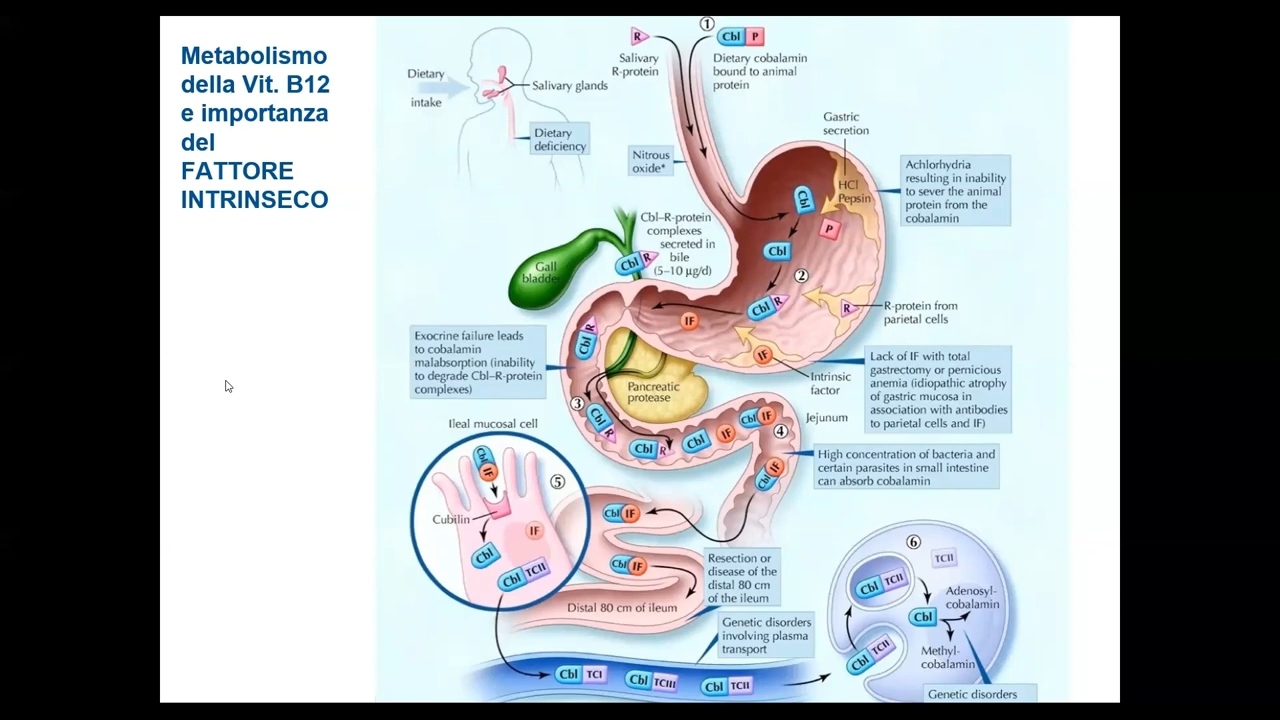 Metabolismo
della Vit. B12
e importanza
del
FATTORE
INTRINSECO
Dietary
intake
Salivary glands
Dietary
deficiency
R
Salivary
R-protein
1
Cbl P
Dietary cobalamin
bound to animal
protein
Nitrous
oxide*
Gastric
secretion
HCl
Pepsin
Achlorhydria
resulting in inability
to sever the animal
protein from the
cobalamin
Cbl
P
Cbl
2
Cbl R
R
R-protein from
parietal cells
IF
IF
Intrinsic
factor
Lack of IF with total
gastrectomy or pernicious
anemia (idiopathic atrophy
of gastric mucosa in
association with antibodies
to parietal cells and IF)
Cbl–R-protein
complexes
secreted in
bile
(5–10 µg/d)
Cbl R
Gall
bladder
Cbl R
Exocrine failure leads
to cobalamin
malabsorption (inability
to degrade Cbl–R-protein
complexes)
Pancreatic
protease
3
Cbl R
Cbl R
Cbl
IF
Cbl IF
4
Jejunum
Cbl IF
High concentration of bacteria and
certain parasites in small intestine
can absorb cobalamin
Ileal mucosal cell
Cbl IF
5
Cubilin
IF
Cbl
Cbl TCII
Cbl IF
Cbl IF
Distal 80 cm of ileum
Resection or
disease of the
distal 80 cm
of the ileum
Genetic disorders
involving plasma
transport
Cbl TCI
Cbl TCIII
Cbl TCII
6
TCII
Cbl TCII
Adenosyl-
cobalamin
Cbl
Cbl TCII
Methyl-
cobalamin
Genetic disorders